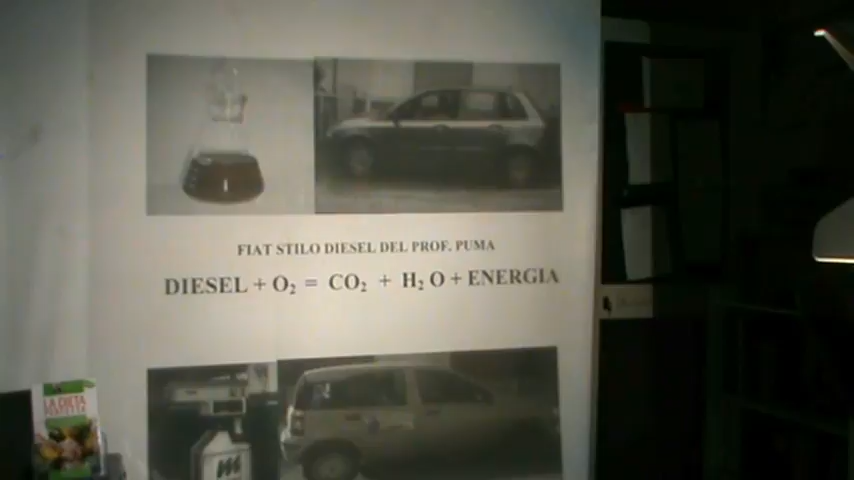 FIAT STILO DIESEL DEL PROF. PUMA
DIESEL + O₂ = CO₂ + H₂ O + ENERGIA
LA DIETA